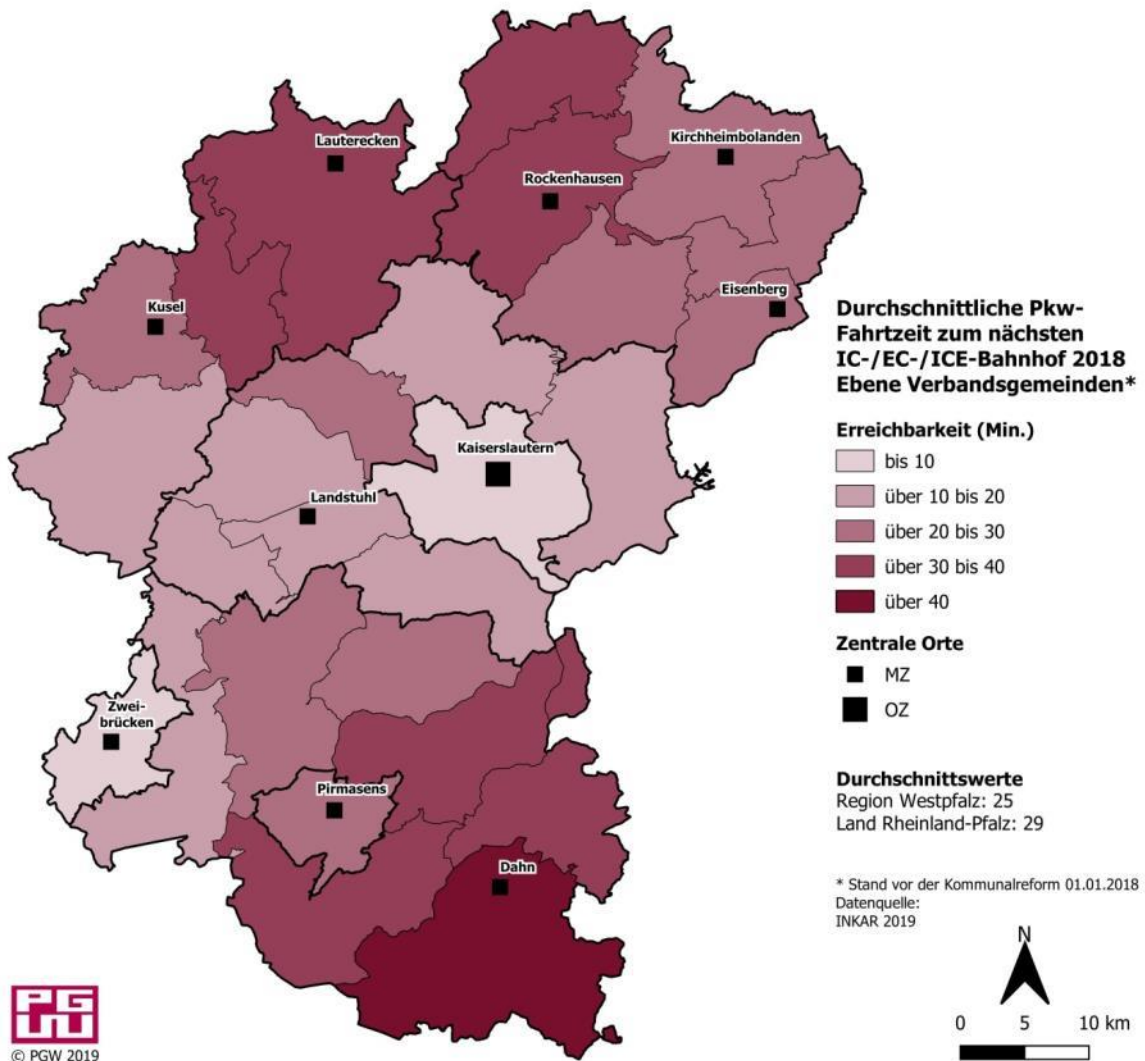 Lauterecken
Kirchheimbolanden
Rockenhausen
Kusel
Eisenberg
Kaiserslautern
Landstuhl
Zwei-
brücken
Pirmasens
Dahn
Durchschnittliche Pkw-
Fahrtzeit zum nächsten
IC-/EC-/ICE-Bahnhof 2018
Ebene Verbandsgemeinden*
Erreichbarkeit (Min.)
bis 10
über 10 bis 20
über 20 bis 30
über 30 bis 40
über 40
Zentrale Orte
MZ
OZ
Durchschnittswerte
Region Westpfalz: 25
Land Rheinland-Pfalz: 29
* Stand vor der Kommunalreform 01.01.2018
Datenquelle:
INKAR 2019
N
0 5 10 km
PGW
© PGW 2019